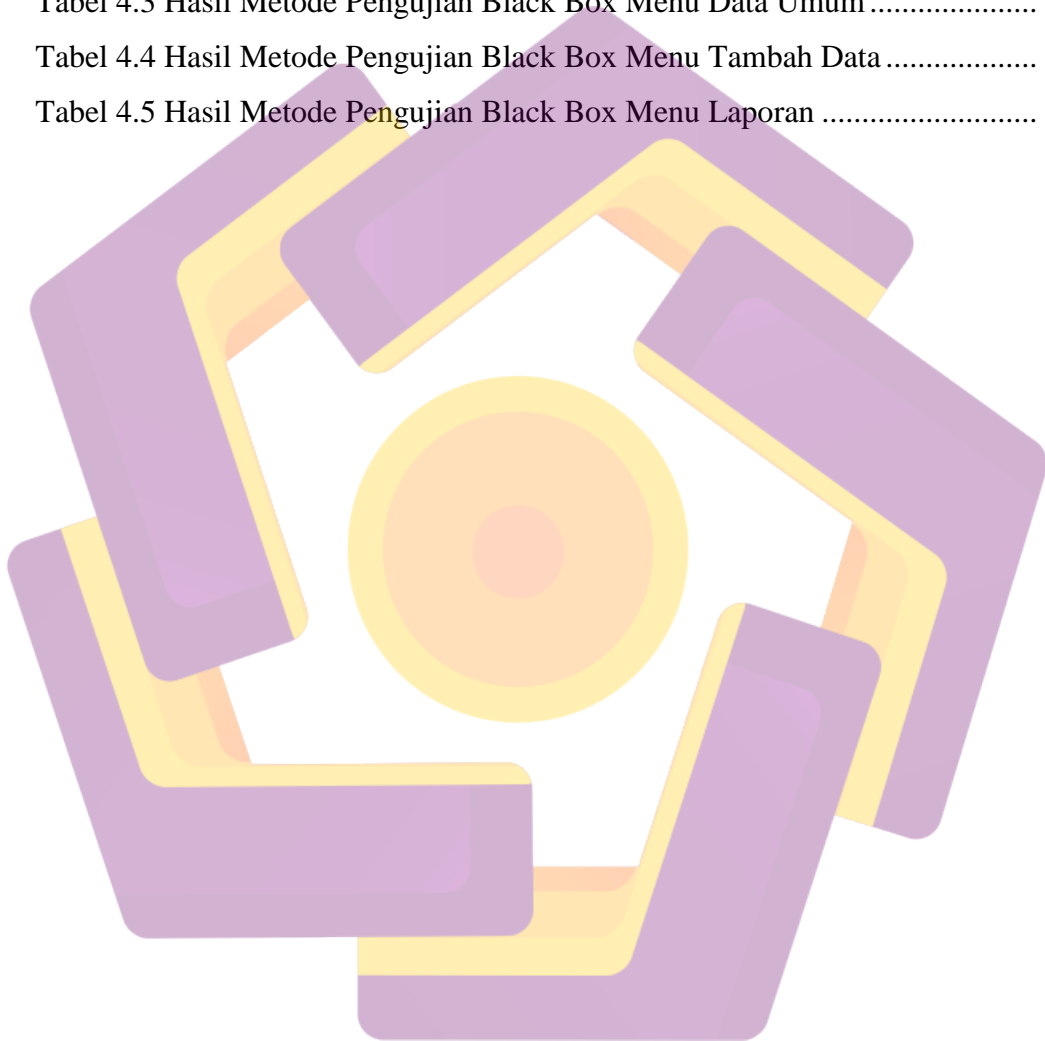 Tabel 4.3 Hasil Metode Pengujian Black Box Menu Data Umum ....................
Tabel 4.4 Hasil Metode Pengujian Black Box Menu Tambah Data ..................
Tabel 4.5 Hasil Metode Pengujian Black Box Menu Laporan .........................